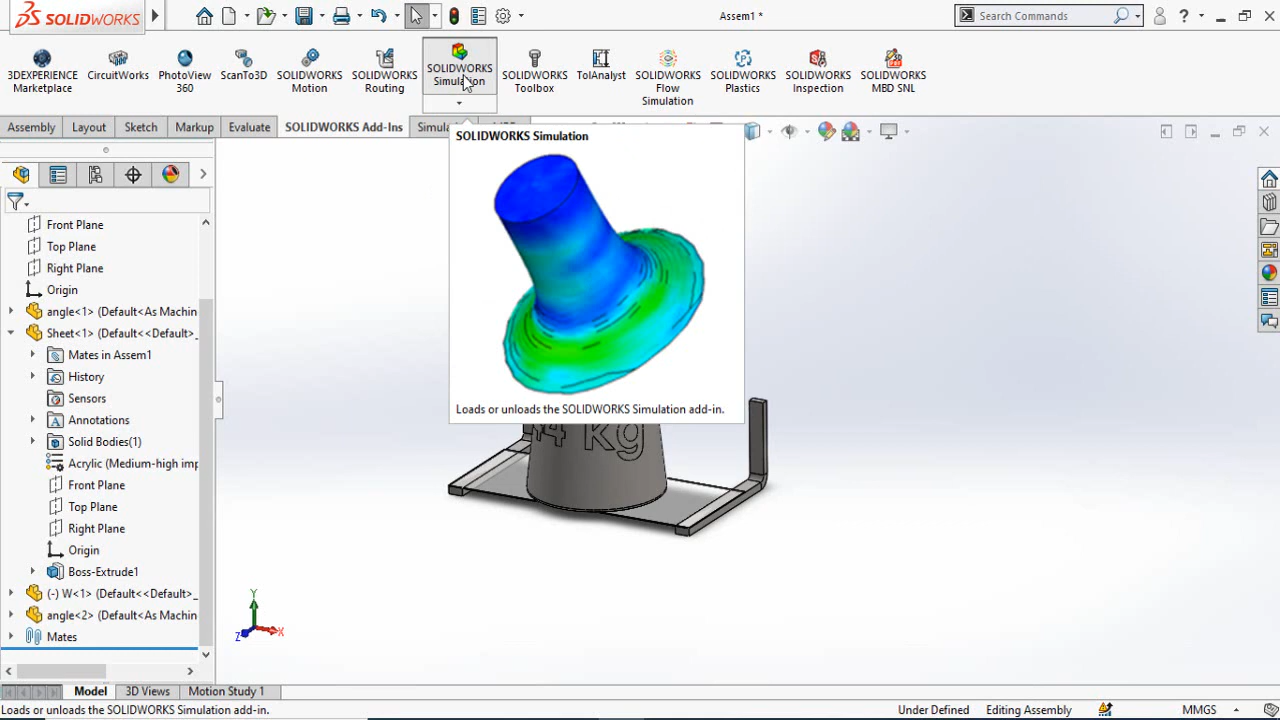 SOLIDWORKS
Assem1 *
Search Commands
?
3DEXPERIENCE
Marketplace
CircuitWorks
PhotoView
360
ScanTo3D
SOLIDWORKS
Motion
SOLIDWORKS
Routing
SOLIDWORKS
Simulation
SOLIDWORKS
Toolbox
TolAnalyst
SOLIDWORKS
Flow
Simulation
SOLIDWORKS
Plastics
SOLIDWORKS
Inspection
SOLIDWORKS
MBD SNL
Assembly
Layout
Sketch
Markup
Evaluate
SOLIDWORKS Add-Ins
SOLIDWORKS Simulation
Loads or unloads the SOLIDWORKS Simulation add-in.
Front Plane
Top Plane
Right Plane
Origin
angle<1> (Default<As Machin
Sheet<1> (Default<<Default>_
Mates in Assem1
History
Sensors
Annotations
Solid Bodies(1)
Acrylic (Medium-high imp
Front Plane
Top Plane
Right Plane
Origin
Boss-Extrude1
(-) W<1> (Default<<Default>_
angle<2> (Default<As Machin
Mates
kg
Y
Z
X
Model
3D Views
Motion Study 1
Loads or unloads the SOLIDWORKS Simulation add-in.
Under Defined
Editing Assembly
MMGS